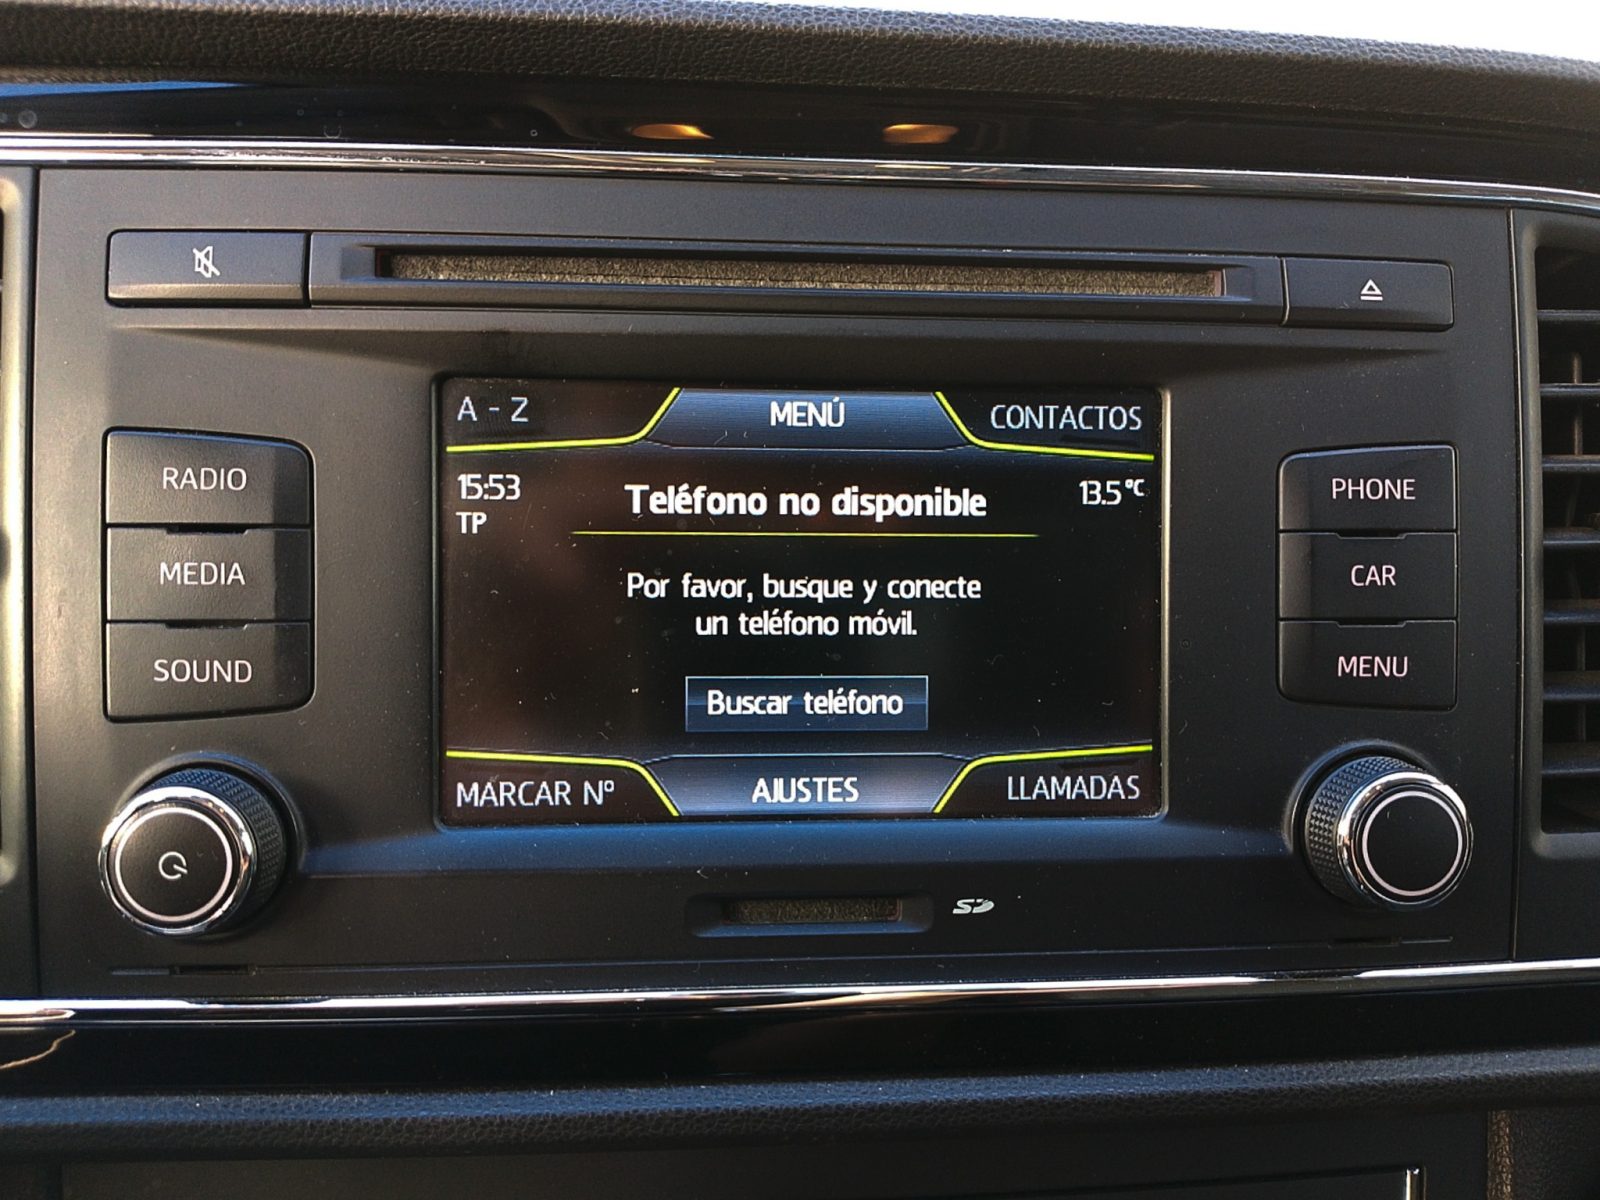 A - Z
MENÚ
CONTACTOS
15:53
TP
Teléfono no disponible
13.5°C
Por favor, busque y conecte
un teléfono móvil.
Buscar teléfono
MARCAR Nº
AJUSTES
LLAMADAS
RADIO
MEDIA
SOUND
PHONE
CAR
MENU
SD